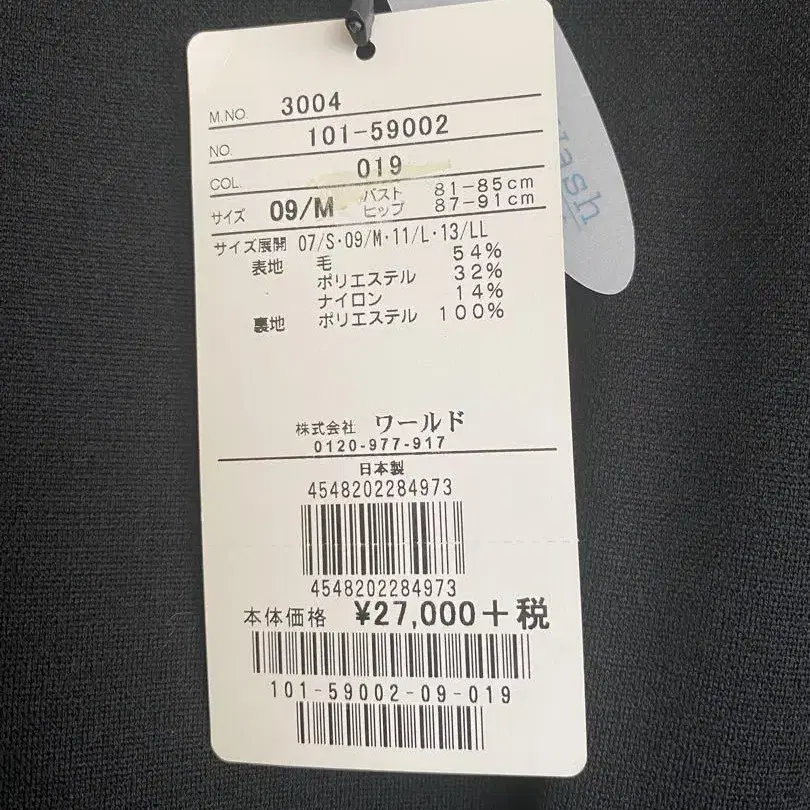 M.NO. 3004
NO. 101-59002
COL. 019
サイズ 09/M バスト 81-85cm
ヒップ 87-91cm
サイズ展開 07/S・09/M・11/L・13/LL
表地 毛 54%
ポリエステル 32%
ナイロン 14%
裏地 ポリエステル 100%
株式会社 ワールド
0120-977-917
日本製
4548202284973
4548202284973
本体価格 ¥27,000+税
101-59002-09-019